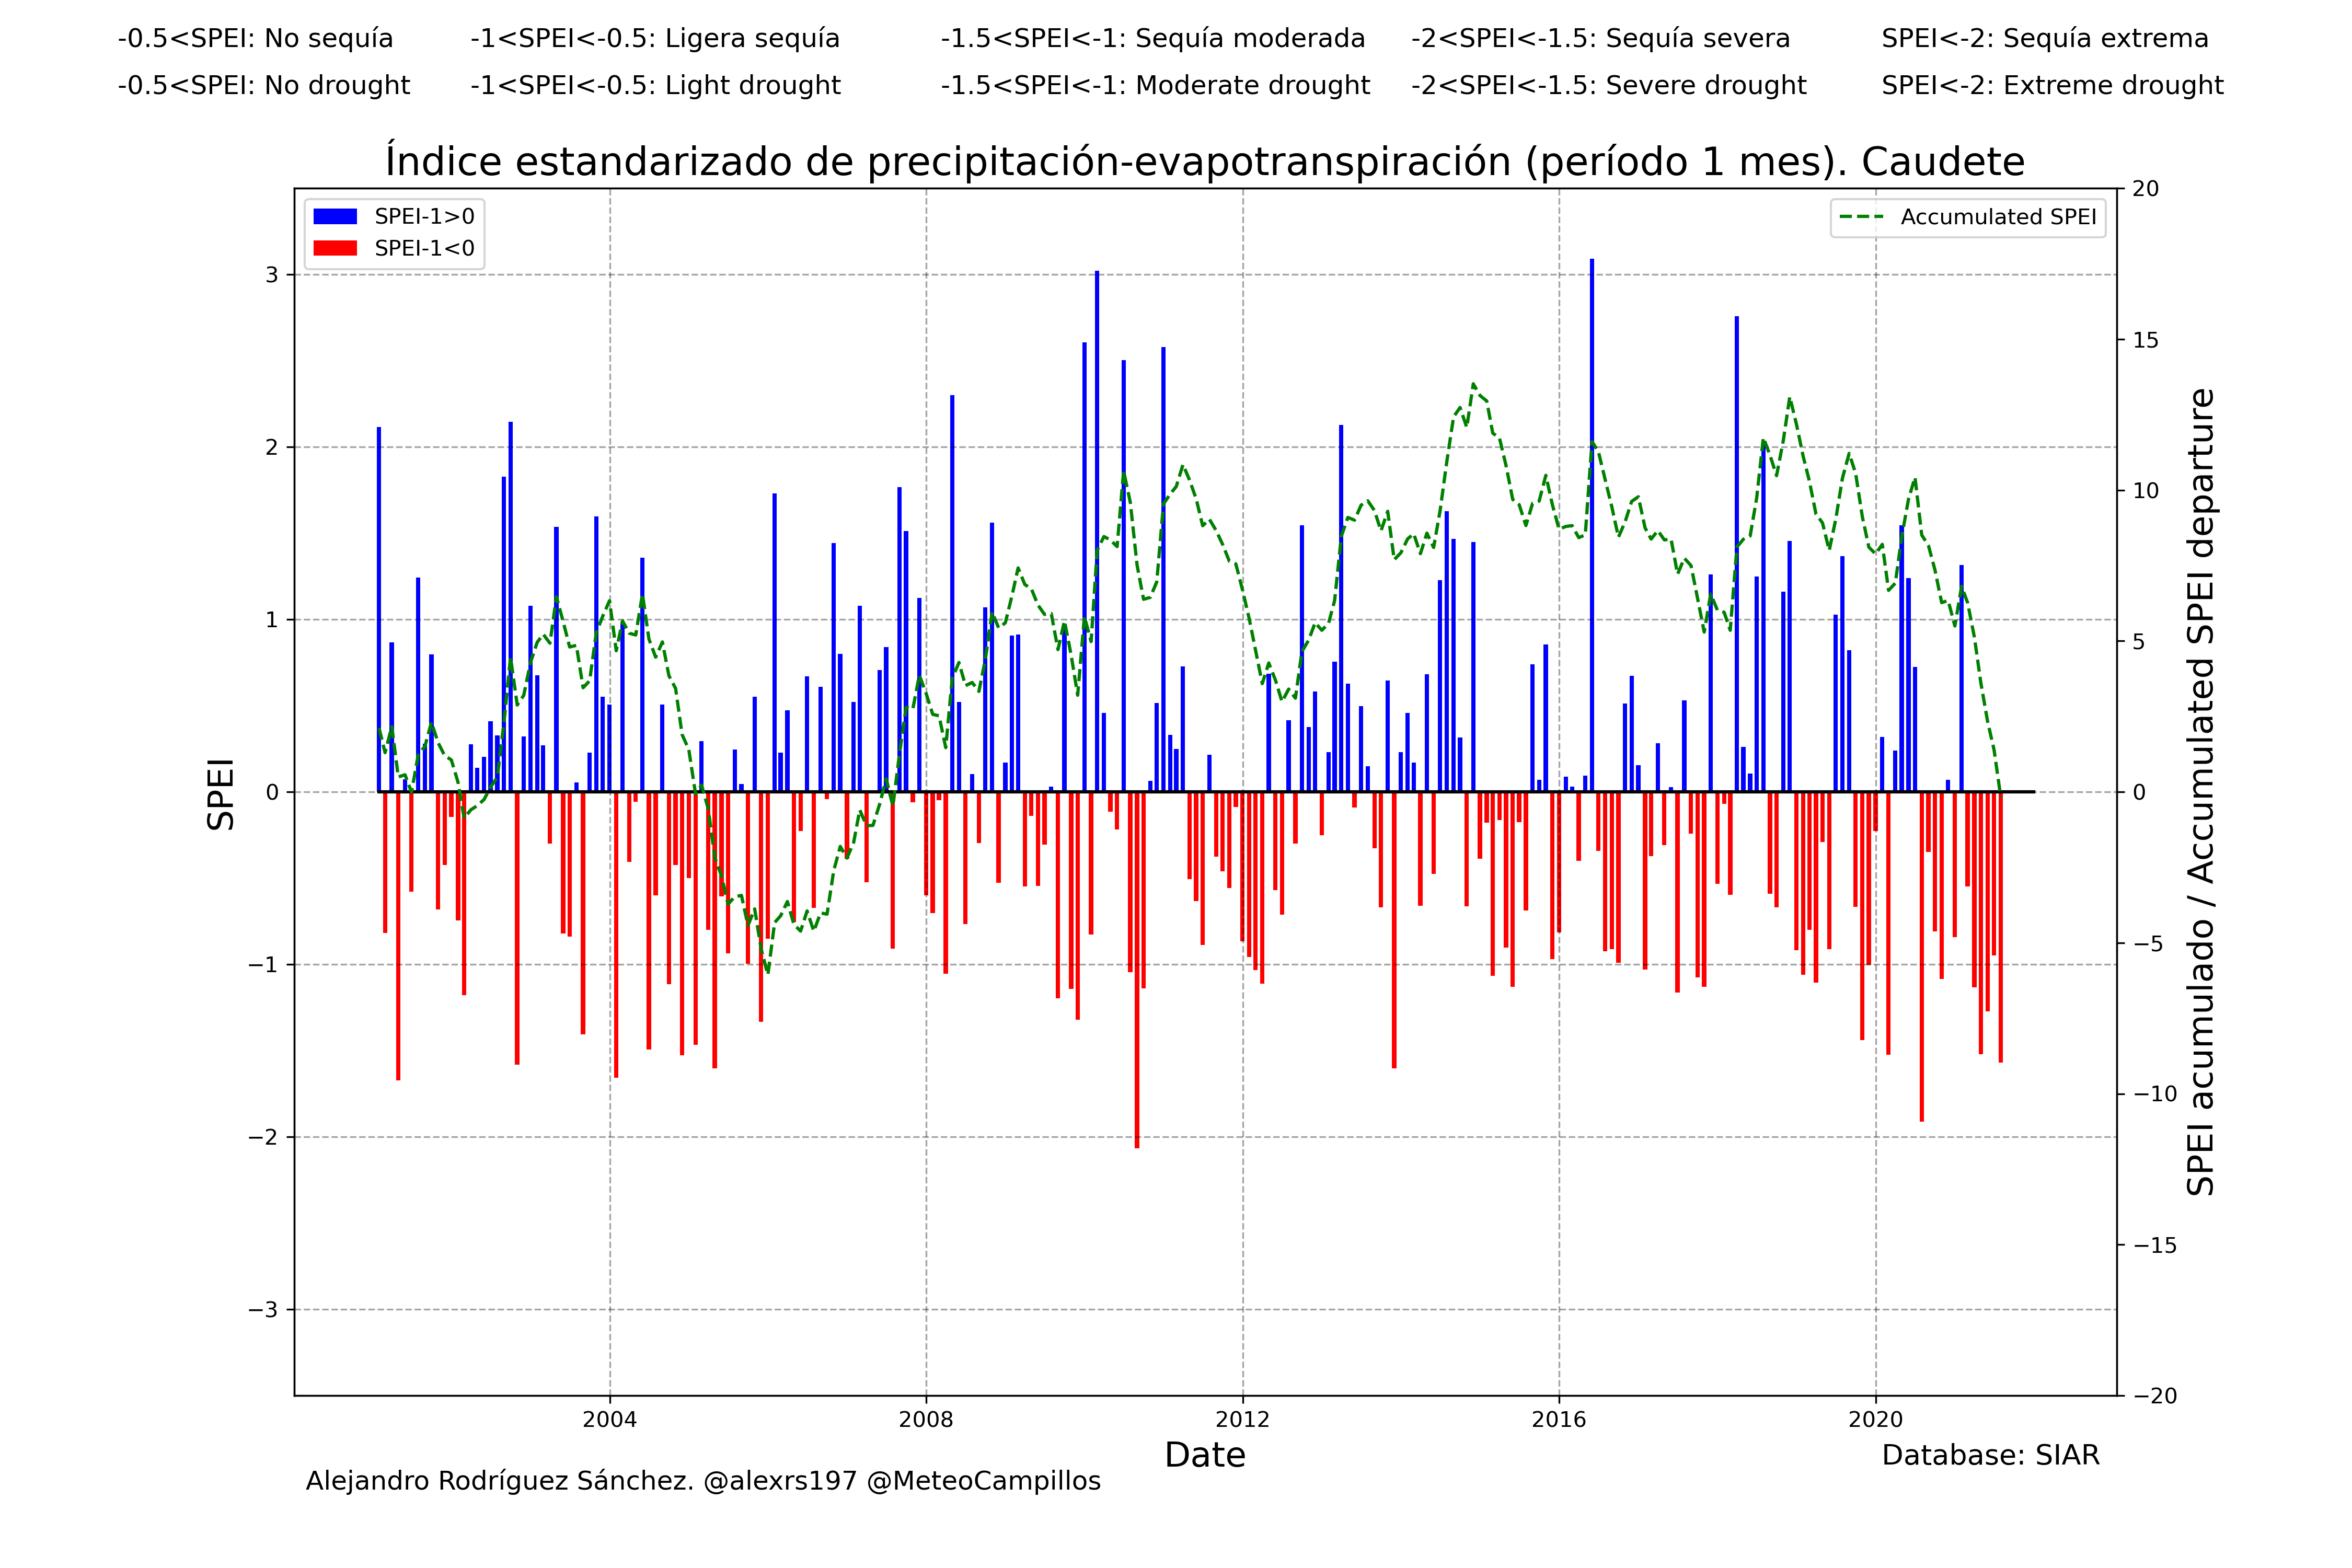 -0.5<SPEI: No sequía -1<SPEI<-0.5: Ligera sequía -1.5<SPEI<-1: Sequía moderada -2<SPEI<-1.5: Sequía severa SPEI<-2: Sequía extrema
-0.5<SPEI: No drought -1<SPEI<-0.5: Light drought -1.5<SPEI<-1: Moderate drought -2<SPEI<-1.5: Severe drought SPEI<-2: Extreme drought
Índice estandarizado de precipitación-evapotranspiración (período 1 mes). Caudete
SPEI-1>0
SPEI-1<0
Accumulated SPEI
SPEI
3
2
1
0
−1
−2
−3
20
15
10
5
0
−5
−10
−15
−20
SPEI acumulado / Accumulated SPEI departure
2004 2008 2012 2016 2020
Date
Database: SIAR
Alejandro Rodríguez Sánchez. @alexrs197 @MeteoCampillos